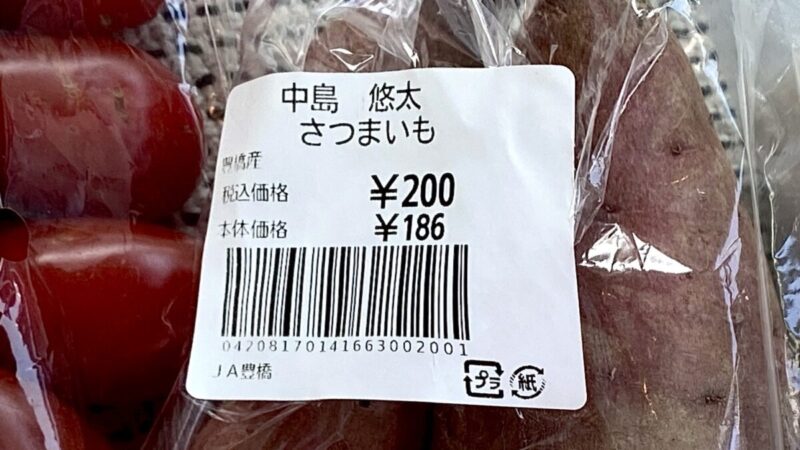 中島 悠太
さつまいも
豊橋産
税込価格 ¥200
本体価格 ¥186
04208170141663002001
JA豊橋
プラ 紙